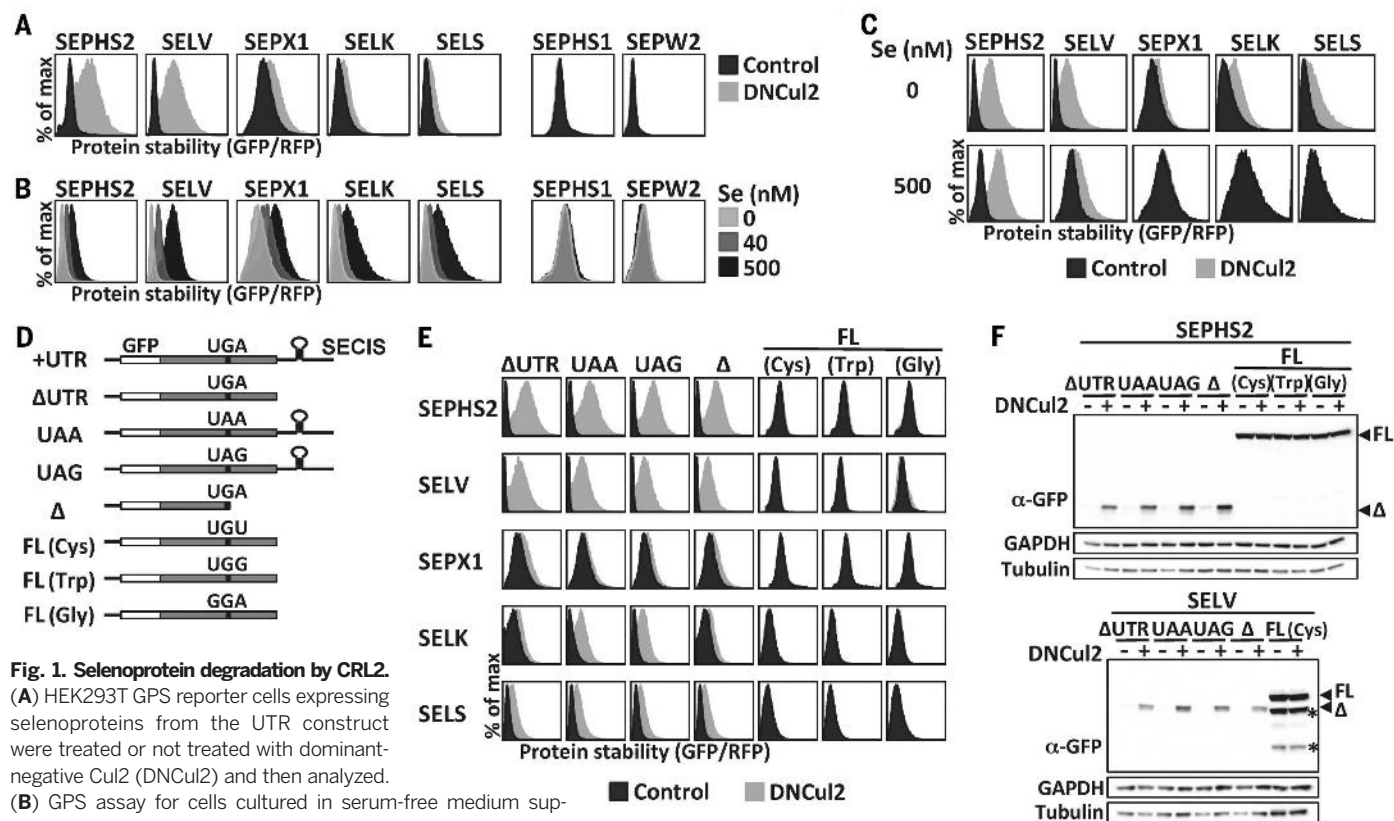 A
SEPHS2 SELV SEPX1 SELK SELS SEPHS1 SEPW2
% of max
Protein stability (GFP/RFP)
Control
DNCul2
B
SEPHS2 SELV SEPX1 SELK SELS SEPHS1 SEPW2
% of max
Protein stability (GFP/RFP)
Se (nM)
0
40
500
C
Se (nM) SEPHS2 SELV SEPX1 SELK SELS
0
% of max
500
% of max
Protein stability (GFP/RFP)
Control DNCul2
D
GFP UGA
+UTR SECIS
UGA
ΔUTR
UAA
UAA
UAG
UAG
UGA
Δ
UGU
FL (Cys)
UGG
FL (Trp)
GGA
FL (Gly)
E
FL
ΔUTR UAA UAG Δ (Cys) (Trp) (Gly)
SEPHS2
SELV
SEPX1
SELK
SELS
% of max
Protein stability (GFP/RFP)
Control DNCul2
F
SEPHS2
FL
ΔUTR UAA UAG Δ (Cys)(Trp)(Gly)
DNCul2 - + - + - + - + - + - + - +
FL
α-GFP
Δ
GAPDH
Tubulin
SELV
ΔUTR UAA UAG Δ FL(Cys)
DNCul2 - + - + - + - + - +
FL
Δ
*
α-GFP
*
GAPDH
Tubulin
Fig. 1. Selenoprotein degradation by CRL2.
(A) HEK293T GPS reporter cells expressing
selenoproteins from the UTR construct
were treated or not treated with dominant-
negative Cul2 (DNCul2) and then analyzed.
(B) GPS assay for cells cultured in serum-free medium sup-